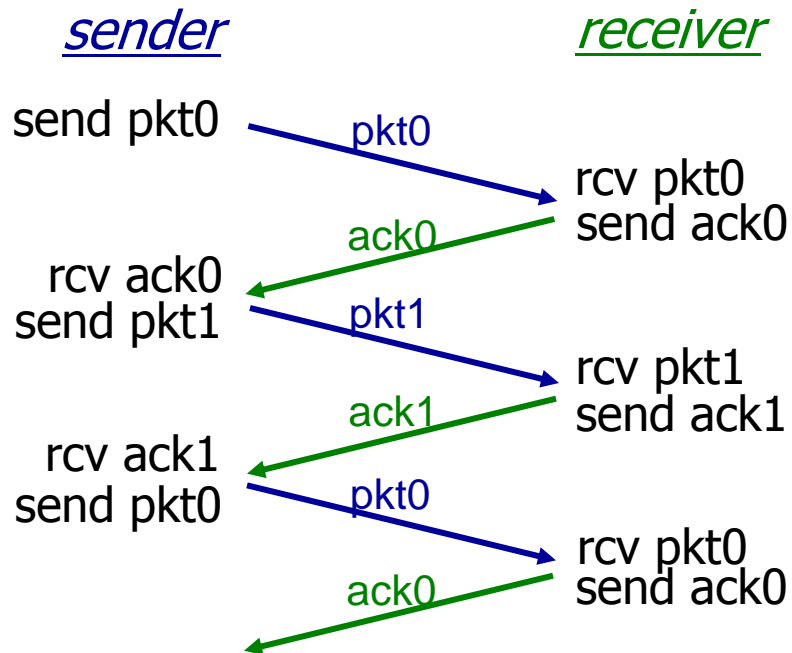 sender
receiver
send pkt0
pkt0
rcv pkt0
send ack0
ack0
rcv ack0
send pkt1
pkt1
rcv pkt1
send ack1
ack1
rcv ack1
send pkt0
pkt0
rcv pkt0
send ack0
ack0